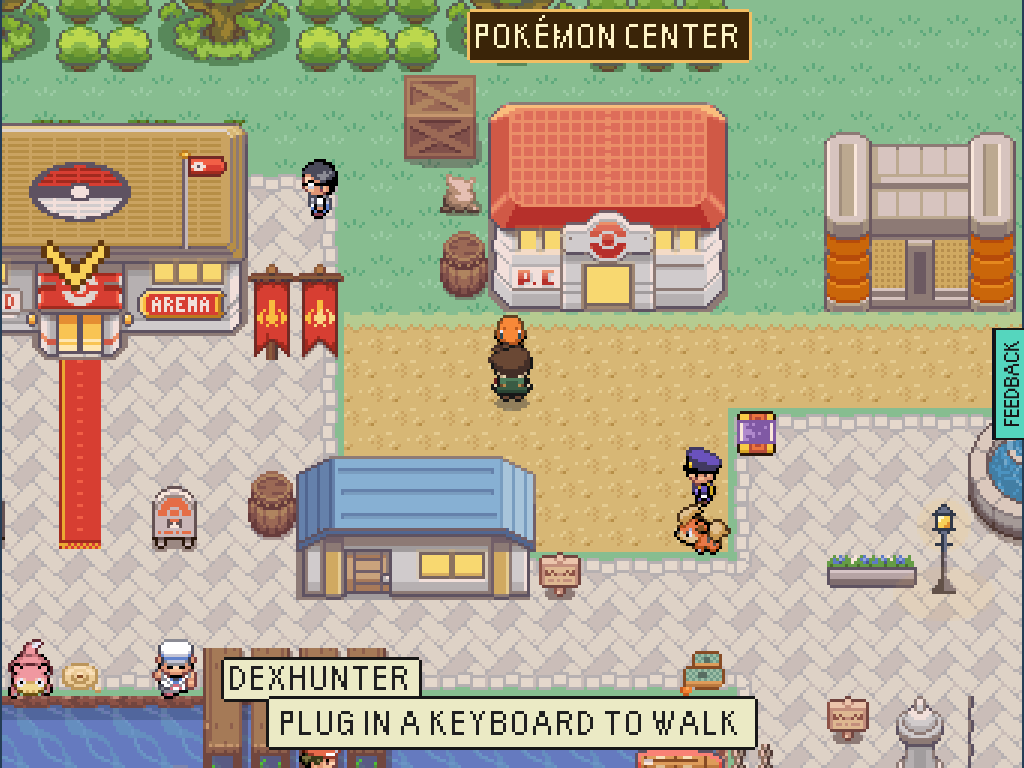 POKÉMON CENTER
P.C
D
ARENA
FEEDBACK
DEXHUNTER
PLUG IN A KEYBOARD TO WALK